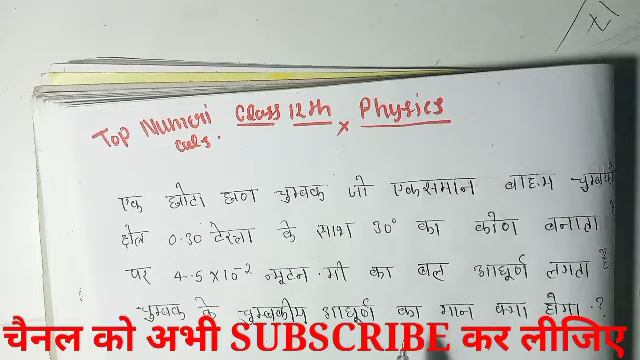 Top Numeri Class 12th x Physics
cals.
एक छोटा छण चुम्बक जो एकसमान बाह्य चुम्बकी
क्षेत्र 0.30 टेस्ला के साथ 30° का कोण बनाता है
पर 4.5 x 10-2 न्यूटन.मी का बल आघूर्ण लगता है
चुम्बक के चुम्बकीय आघूर्ण का मान क्या होगा ?
चैनल को अभी SUBSCRIBE कर लीजिए